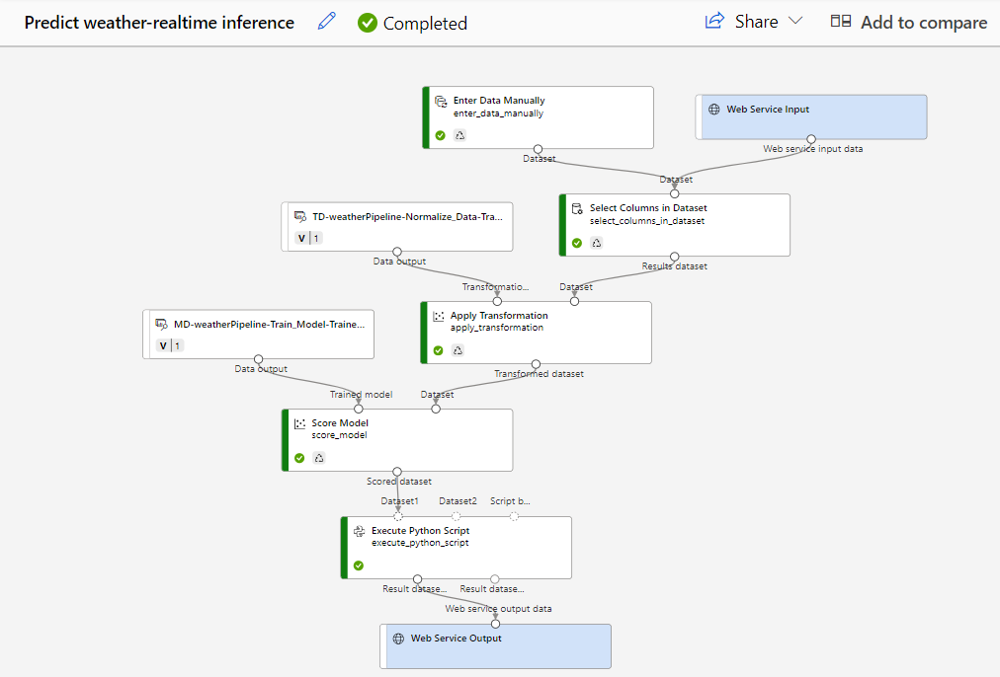 Predict weather-realtime inference
Completed
Share
Add to compare
Enter Data Manually
enter_data_manually
Web Service Input
Dataset
Web service input data
Dataset
Select Columns in Dataset
select_columns_in_dataset
TD-weatherPipeline-Normalize_Data-Tra...
V 1
Data output
Results dataset
Transformatio...
Dataset
Apply Transformation
apply_transformation
MD-weatherPipeline-Train_Model-Traine...
V 1
Data output
Transformed dataset
Trained model
Dataset
Score Model
score_model
Scored dataset
Dataset1
Dataset2
Script b...
Execute Python Script
execute_python_script
Result datase...
Result datase...
Web service output data
Web Service Output